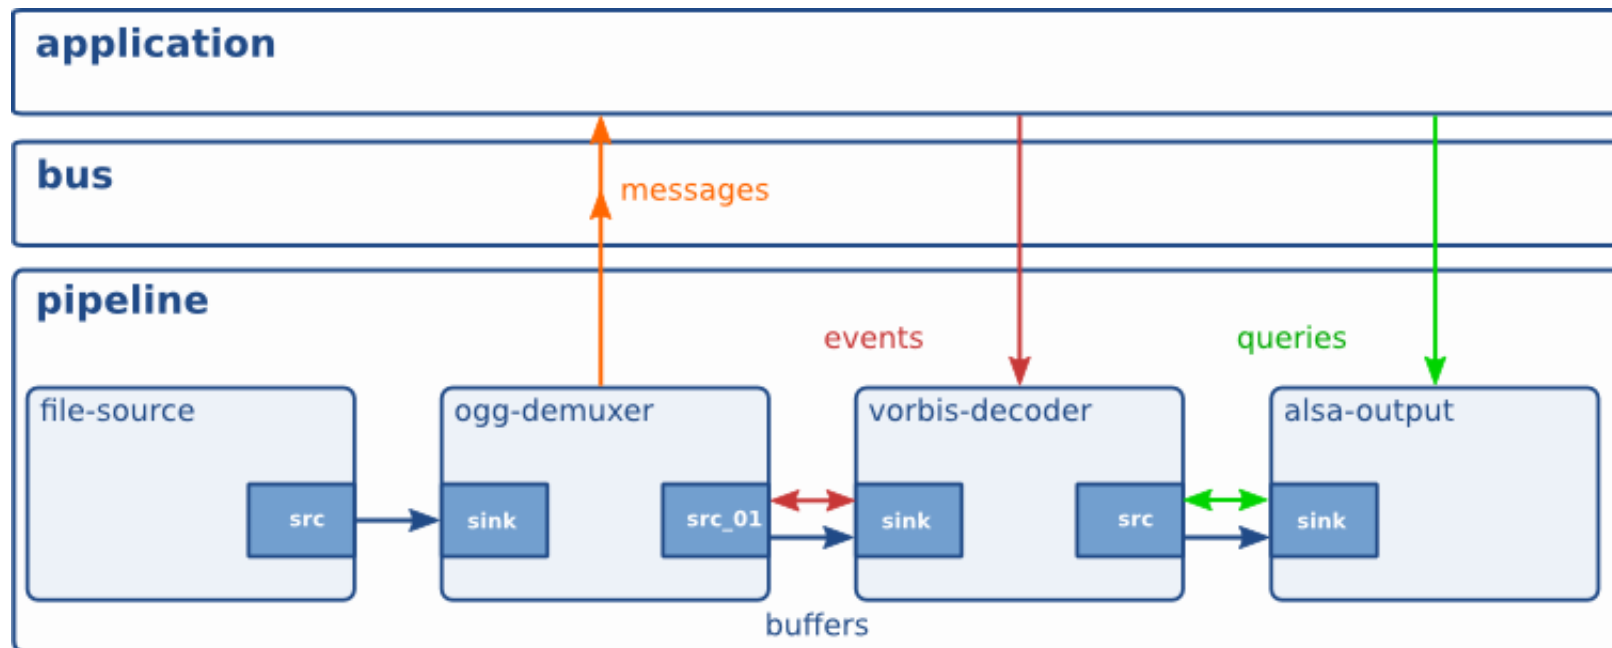 application
bus
messages
pipeline
events
queries
file-source
ogg-demuxer
vorbis-decoder
alsa-output
src
sink
src_01
sink
src
sink
buffers